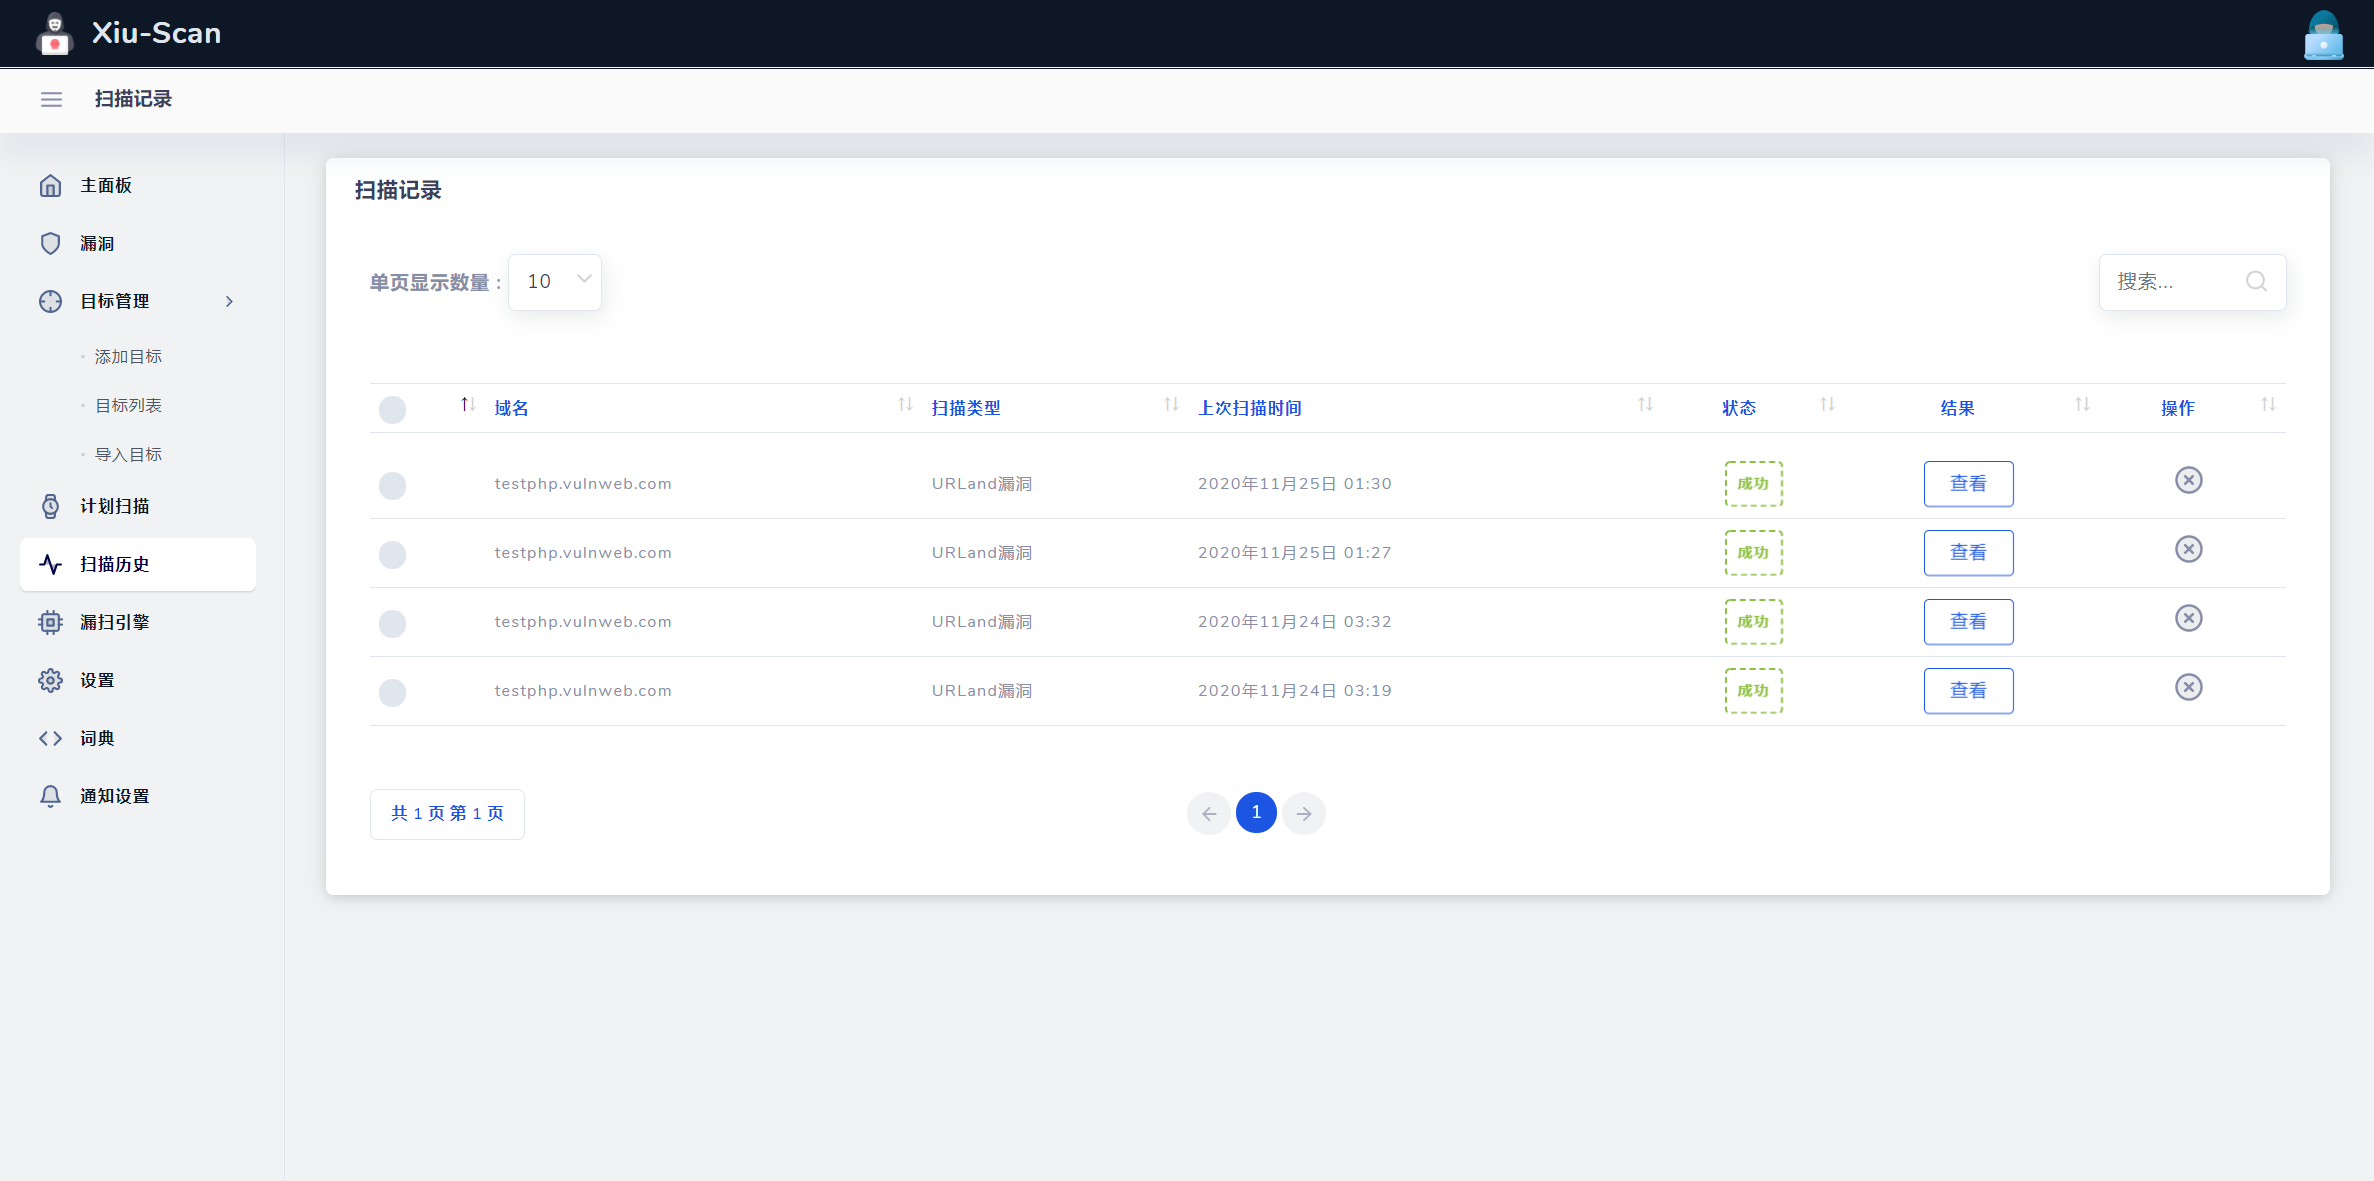 Xiu-Scan
扫描记录
主面板
漏洞
目标管理
添加目标
目标列表
导入目标
计划扫描
扫描历史
漏扫引擎
设置
词典
通知设置
扫描记录
单页显示数量 : 10
搜索...
域名 扫描类型 上次扫描时间 状态 结果 操作
testphp.vulnweb.com URLand漏洞 2020年11月25日 01:30 成功 查看
testphp.vulnweb.com URLand漏洞 2020年11月25日 01:27 成功 查看
testphp.vulnweb.com URLand漏洞 2020年11月24日 03:32 成功 查看
testphp.vulnweb.com URLand漏洞 2020年11月24日 03:19 成功 查看
共 1 页 第 1 页
1